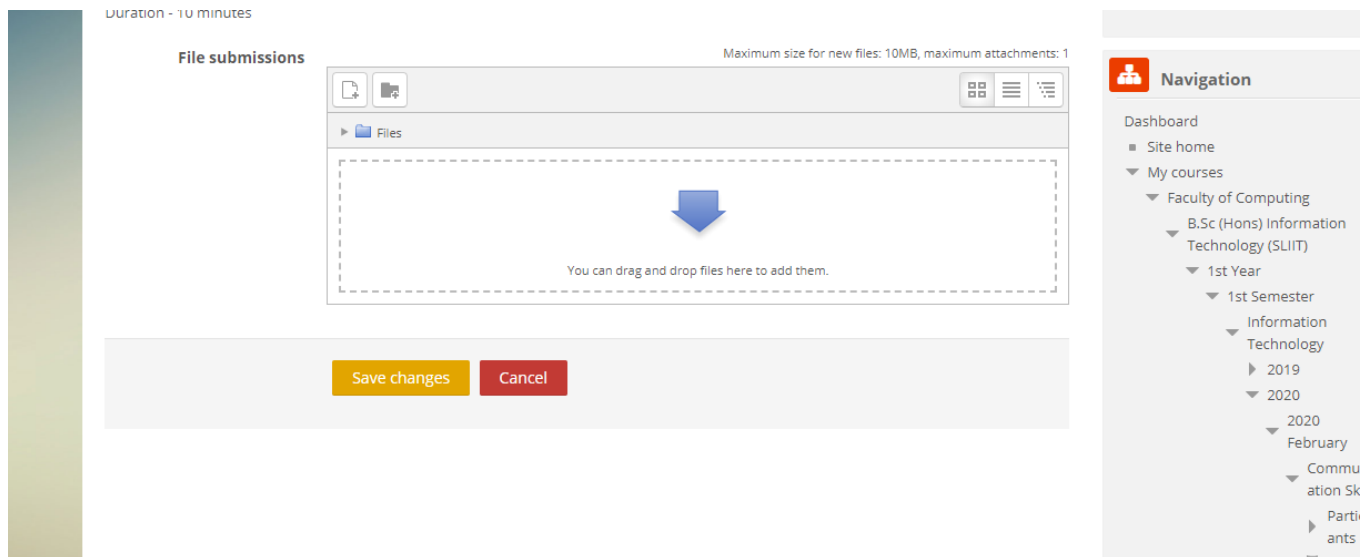 Duration - 10 minutes
File submissions
Maximum size for new files: 10MB, maximum attachments: 1
Files
You can drag and drop files here to add them.
Save changes
Cancel
Navigation
Dashboard
Site home
My courses
Faculty of Computing
B.Sc (Hons) Information
Technology (SLIIT)
1st Year
1st Semester
Information
Technology
2019
2020
2020
February
Commu
ation Sk
Parti
ants